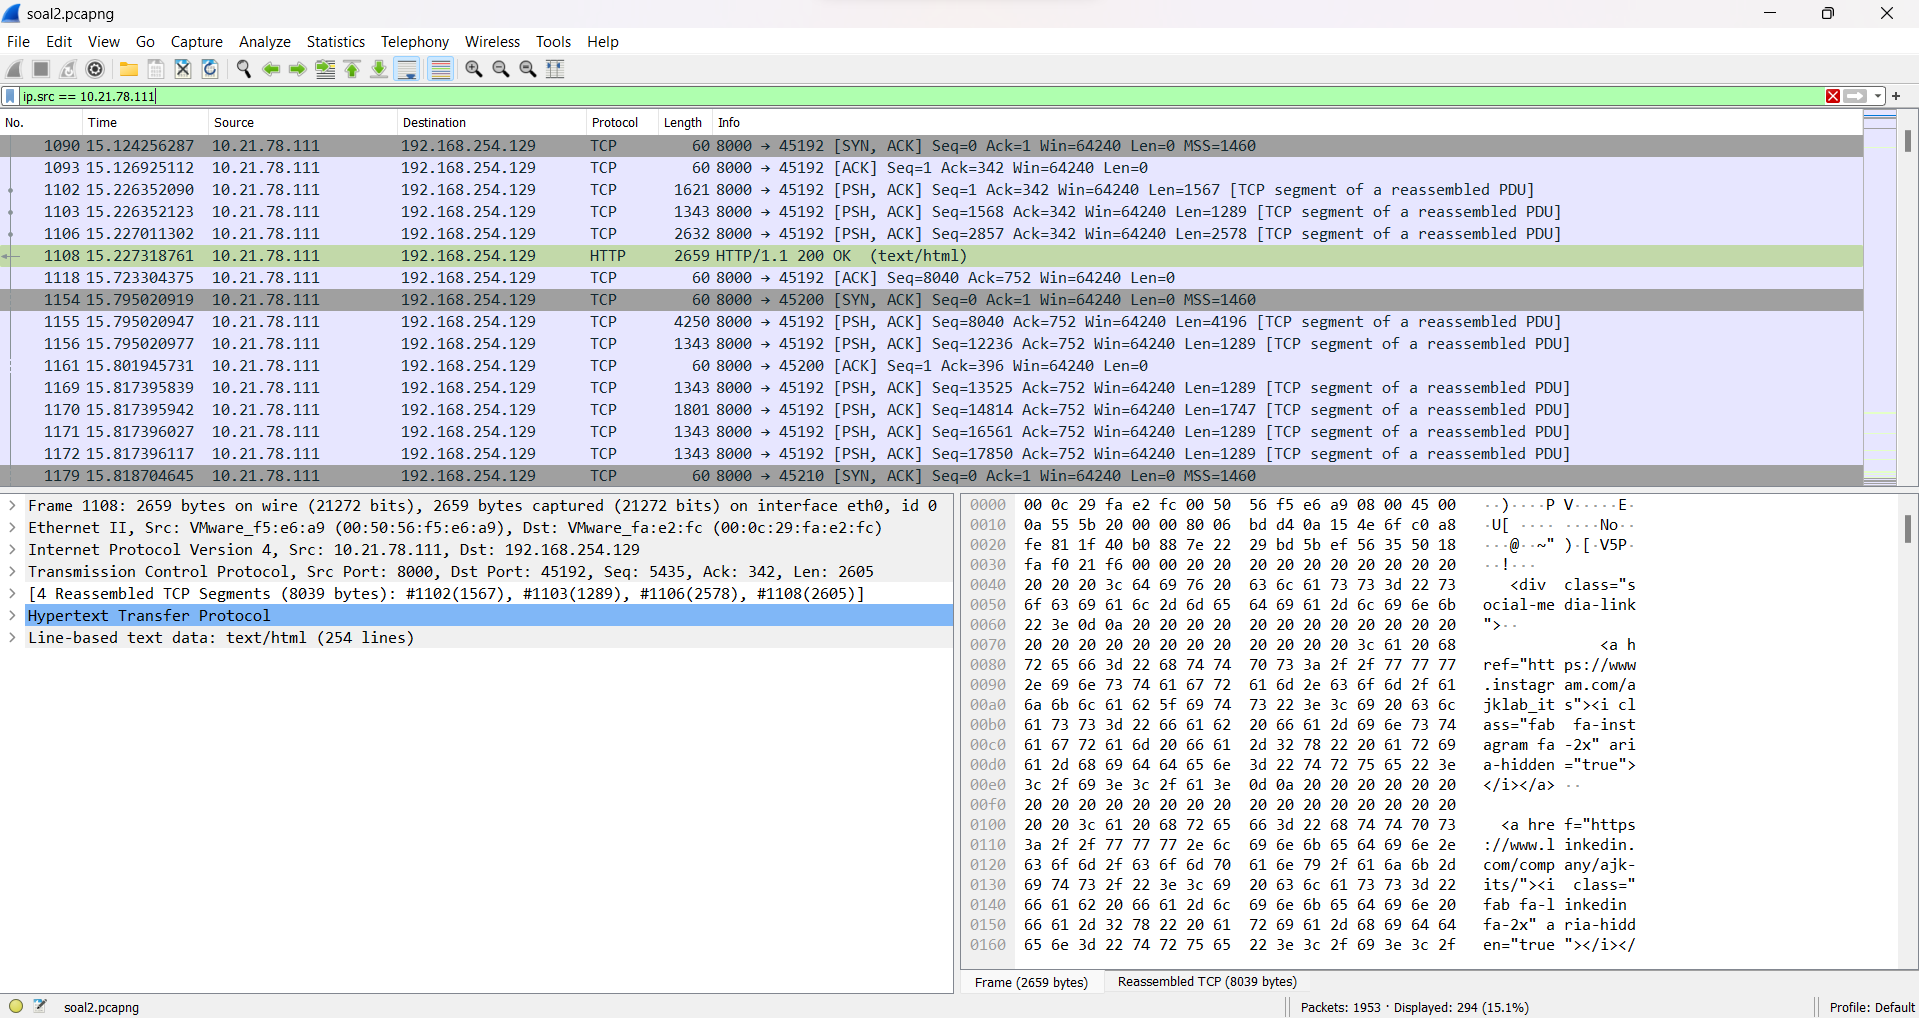 soal2.pcapng
File Edit View Go Capture Analyze Statistics Telephony Wireless Tools Help
ip.src == 10.21.78.111
No. Time Source Destination Protocol Length Info
1090 15.124256287 10.21.78.111 192.168.254.129 TCP 60 8000 → 45192 [SYN, ACK] Seq=0 Ack=1 Win=64240 Len=0 MSS=1460
1093 15.126925112 10.21.78.111 192.168.254.129 TCP 60 8000 → 45192 [ACK] Seq=1 Ack=342 Win=64240 Len=0
1102 15.226352090 10.21.78.111 192.168.254.129 TCP 1621 8000 → 45192 [PSH, ACK] Seq=1 Ack=342 Win=64240 Len=1567 [TCP segment of a reassembled PDU]
1103 15.226352123 10.21.78.111 192.168.254.129 TCP 1343 8000 → 45192 [PSH, ACK] Seq=1568 Ack=342 Win=64240 Len=1289 [TCP segment of a reassembled PDU]
1106 15.227011302 10.21.78.111 192.168.254.129 TCP 2632 8000 → 45192 [PSH, ACK] Seq=2857 Ack=342 Win=64240 Len=2578 [TCP segment of a reassembled PDU]
1108 15.227318761 10.21.78.111 192.168.254.129 HTTP 2659 HTTP/1.1 200 OK (text/html)
1118 15.723304375 10.21.78.111 192.168.254.129 TCP 60 8000 → 45192 [ACK] Seq=8040 Ack=752 Win=64240 Len=0
1154 15.795020919 10.21.78.111 192.168.254.129 TCP 60 8000 → 45200 [SYN, ACK] Seq=0 Ack=1 Win=64240 Len=0 MSS=1460
1155 15.795020947 10.21.78.111 192.168.254.129 TCP 4250 8000 → 45192 [PSH, ACK] Seq=8040 Ack=752 Win=64240 Len=4196 [TCP segment of a reassembled PDU]
1156 15.795020977 10.21.78.111 192.168.254.129 TCP 1343 8000 → 45192 [PSH, ACK] Seq=12236 Ack=752 Win=64240 Len=1289 [TCP segment of a reassembled PDU]
1161 15.801945731 10.21.78.111 192.168.254.129 TCP 60 8000 → 45200 [ACK] Seq=1 Ack=396 Win=64240 Len=0
1169 15.817395839 10.21.78.111 192.168.254.129 TCP 1343 8000 → 45192 [PSH, ACK] Seq=13525 Ack=752 Win=64240 Len=1289 [TCP segment of a reassembled PDU]
1170 15.817395942 10.21.78.111 192.168.254.129 TCP 1801 8000 → 45192 [PSH, ACK] Seq=14814 Ack=752 Win=64240 Len=1747 [TCP segment of a reassembled PDU]
1171 15.817396027 10.21.78.111 192.168.254.129 TCP 1343 8000 → 45192 [PSH, ACK] Seq=16561 Ack=752 Win=64240 Len=1289 [TCP segment of a reassembled PDU]
1172 15.817396117 10.21.78.111 192.168.254.129 TCP 1343 8000 → 45192 [PSH, ACK] Seq=17850 Ack=752 Win=64240 Len=1289 [TCP segment of a reassembled PDU]
1179 15.818704645 10.21.78.111 192.168.254.129 TCP 60 8000 → 45210 [SYN, ACK] Seq=0 Ack=1 Win=64240 Len=0 MSS=1460
Frame 1108: 2659 bytes on wire (21272 bits), 2659 bytes captured (21272 bits) on interface eth0, id 0
Ethernet II, Src: VMware_f5:e6:a9 (00:50:56:f5:e6:a9), Dst: VMware_fa:e2:fc (00:0c:29:fa:e2:fc)
Internet Protocol Version 4, Src: 10.21.78.111, Dst: 192.168.254.129
Transmission Control Protocol, Src Port: 8000, Dst Port: 45192, Seq: 5435, Ack: 342, Len: 2605
[4 Reassembled TCP Segments (8039 bytes): #1102(1567), #1103(1289), #1106(2578), #1108(2605)]
Hypertext Transfer Protocol
Line-based text data: text/html (254 lines)
0000 00 0c 29 fa e2 fc 00 50 56 f5 e6 a9 08 00 45 00 ··)····P V·····E·
0010 0a 55 5b 20 00 00 80 06 bd d4 0a 15 4e 6f c0 a8 ·U[ ···· ····No··
0020 fe 81 1f 40 b0 88 7e 22 29 bd 5b ef 56 35 50 18 ···@··~" )·[·V5P·
0030 fa f0 21 f6 00 00 20 20 20 20 20 20 20 20 20 20 ··!···
0040 20 20 20 3c 64 69 76 20 63 6c 61 73 73 3d 22 73 <div class="s
0050 6f 63 69 61 6c 2d 6d 65 64 69 61 2d 6c 69 6e 6b ocial-me dia-link
0060 22 3e 0d 0a 20 20 20 20 20 20 20 20 20 20 20 20 ">··
0070 20 20 20 20 20 20 20 20 20 20 20 20 3c 61 20 68 <a h
0080 72 65 66 3d 22 68 74 74 70 73 3a 2f 2f 77 77 77 ref="htt ps://www
0090 2e 69 6e 73 74 61 67 72 61 6d 2e 63 6f 6d 2f 61 .instagr am.com/a
00a0 6a 6b 6c 61 62 5f 69 74 73 22 3e 3c 69 20 63 6c jklab_it s"><i cl
00b0 61 73 73 3d 22 66 61 62 20 66 61 2d 69 6e 73 74 ass="fab fa-inst
00c0 61 67 72 61 6d 20 66 61 2d 32 78 22 20 61 72 69 agram fa -2x" ari
00d0 61 2d 68 69 64 64 65 6e 3d 22 74 72 75 65 22 3e a-hidden ="true">
00e0 3c 2f 69 3e 3c 2f 61 3e 0d 0a 20 20 20 20 20 20 </i></a> ··
00f0 20 20 20 20 20 20 20 20 20 20 20 20 20 20 20 20
0100 20 20 3c 61 20 68 72 65 66 3d 22 68 74 74 70 73 <a hre f="https
0110 3a 2f 2f 77 77 77 2e 6c 69 6e 6b 65 64 69 6e 2e ://www.l inkedin.
0120 63 6f 6d 2f 63 6f 6d 70 61 6e 79 2f 61 6a 6b 2d com/comp any/ajk-
0130 69 74 73 2f 22 3e 3c 69 20 63 6c 61 73 73 3d 22 its/"><i class="
0140 66 61 62 20 66 61 2d 6c 69 6e 6b 65 64 69 6e 20 fab fa-l inkedin
0150 66 61 2d 32 78 22 20 61 72 69 61 2d 68 69 64 64 fa-2x" a ria-hidd
0160 65 6e 3d 22 74 72 75 65 22 3e 3c 2f 69 3e 3c 2f en="true "></i></
Frame (2659 bytes) Reassembled TCP (8039 bytes)
soal2.pcapng Packets: 1953 · Displayed: 294 (15.1%) Profile: Default